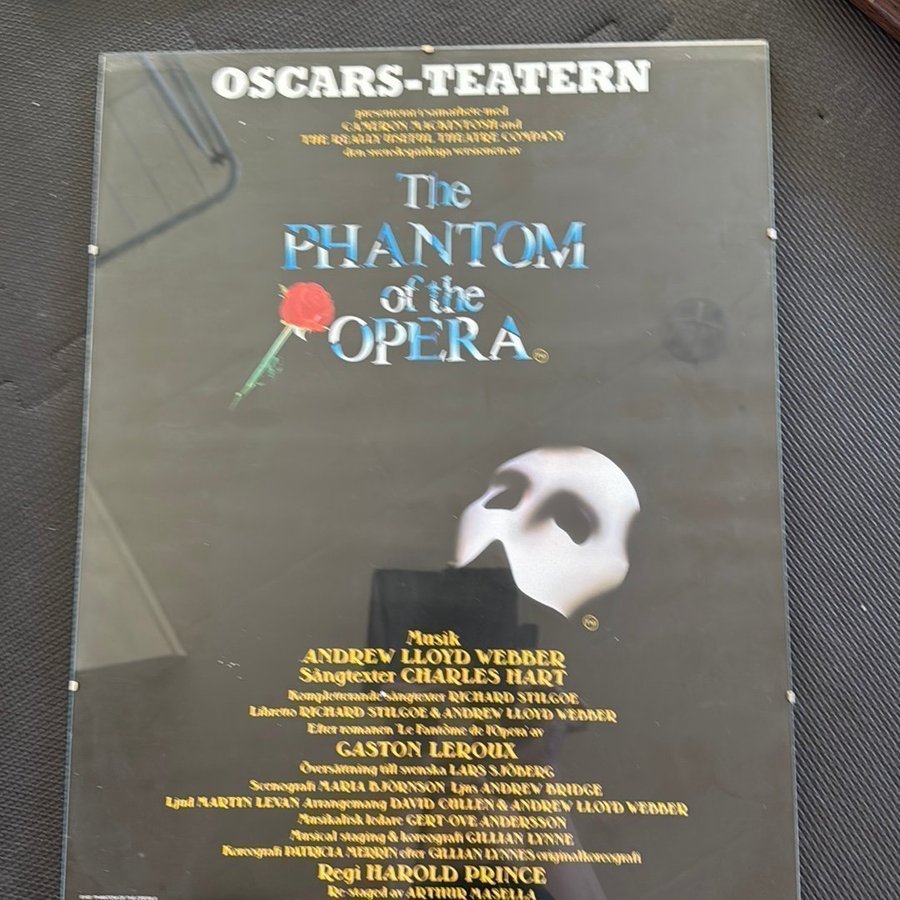 OSCARS-TEATERN
presenterar i samarbete med
CAMERON MACKINTOSH and
THE REALLY USEFUL THEATRE COMPANY
den svenskspråkiga versionen av
The
PHANTOM
of the
OPERA
Musik
ANDREW LLOYD WEBBER
Sångtexter CHARLES HART
Kompletterande sångtexter RICHARD STILGOE
Libretto RICHARD STILGOE & ANDREW LLOYD WEBBER
Efter romanen 'Le Fantôme de l'Opera' av
GASTON LEROUX
Översättning till svenska LARS SJÖBERG
Scenografi MARIA BJÖRNSON Ljus ANDREW BRIDGE
Ljud MARTIN LEVAN Arrangemang DAVID CULLEN & ANDREW LLOYD WEBBER
Musikalisk ledare GERT-OVE ANDERSSON
Musical staging & koreografi GILLIAN LYNNE
Koreografi PATRICIA MERRIN efter GILLIAN LYNNES originalkoreografi
Regi HAROLD PRINCE
Re-staged av ARTHUR MASELLA